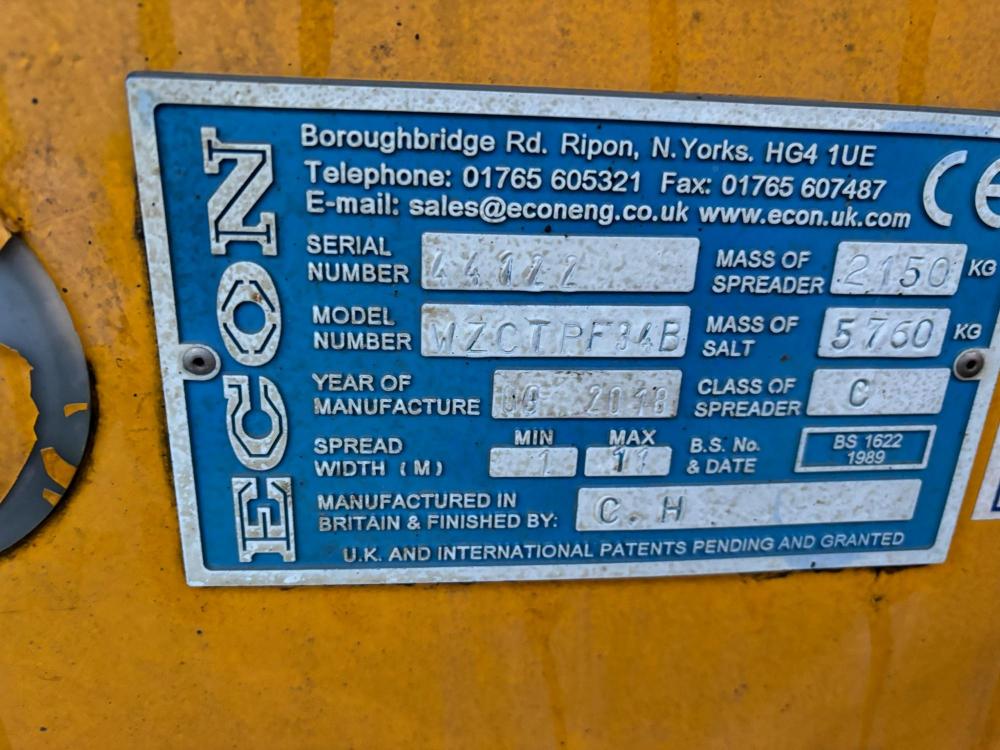 ECON
Boroughbridge Rd. Ripon, N.Yorks. HG4 1UE
Telephone: 01765 605321 Fax: 01765 607487
E-mail: sales@econeng.co.uk www.econ.uk.com
CE
SERIAL NUMBER 44122
MASS OF SPREADER 2150 KG
MODEL NUMBER WZCTPF34B
MASS OF SALT 5760 KG
YEAR OF MANUFACTURE 2018
CLASS OF SPREADER C
SPREAD WIDTH (M) MIN 1 MAX 11
B.S. No. & DATE BS 1622 1989
MANUFACTURED IN BRITAIN & FINISHED BY: C.H
U.K. AND INTERNATIONAL PATENTS PENDING AND GRANTED